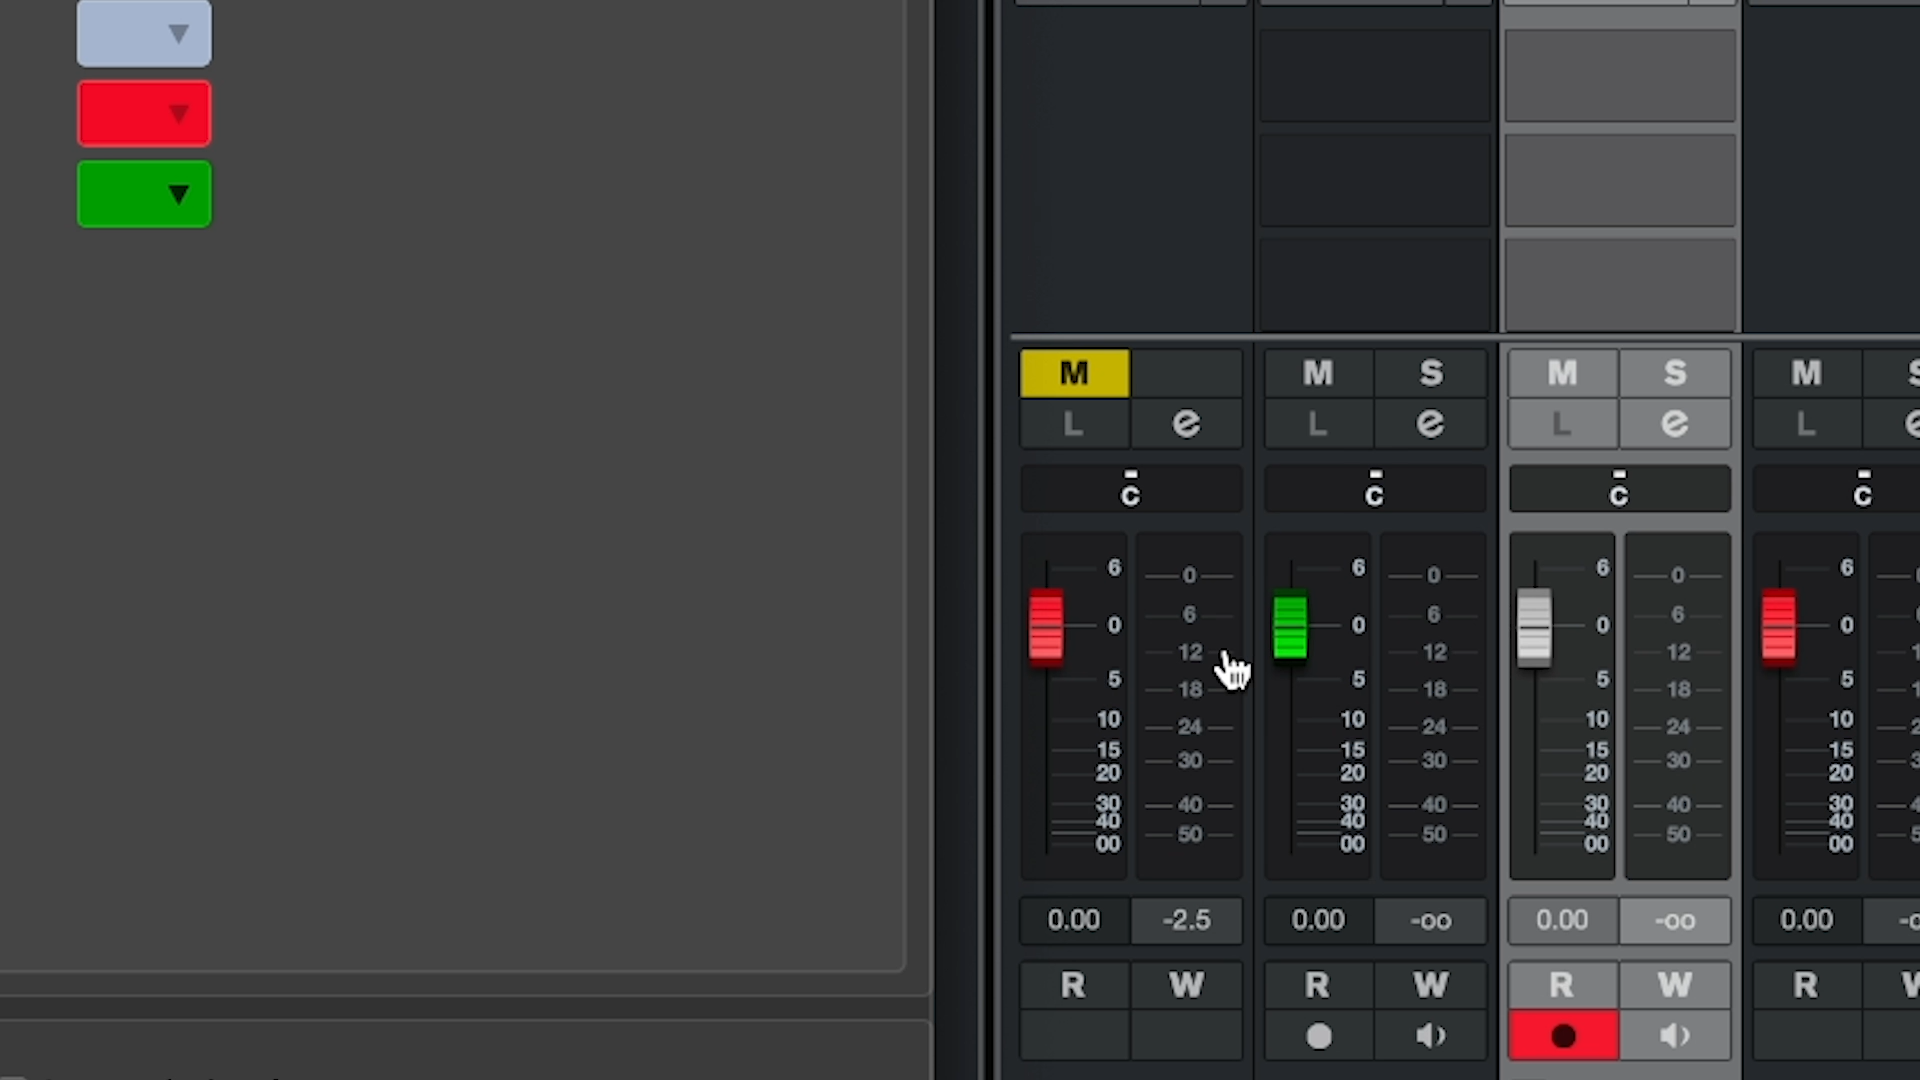 M M S M S M
L e L e L e L
C C C C
6 0 6 0 6 0 6
0 6 0 6 0 6 0
12 12 12
5 18 5 18 5 18 5
10 24 10 24 10 24 10
15 30 15 30 15 30 15
20 20 20 20
30 40 30 40 30 40 30
40 40 40 40
00 50 00 50 00 50 00
0.00 -2.5 0.00 -oo 0.00 -oo 0.00
R W R W R W R